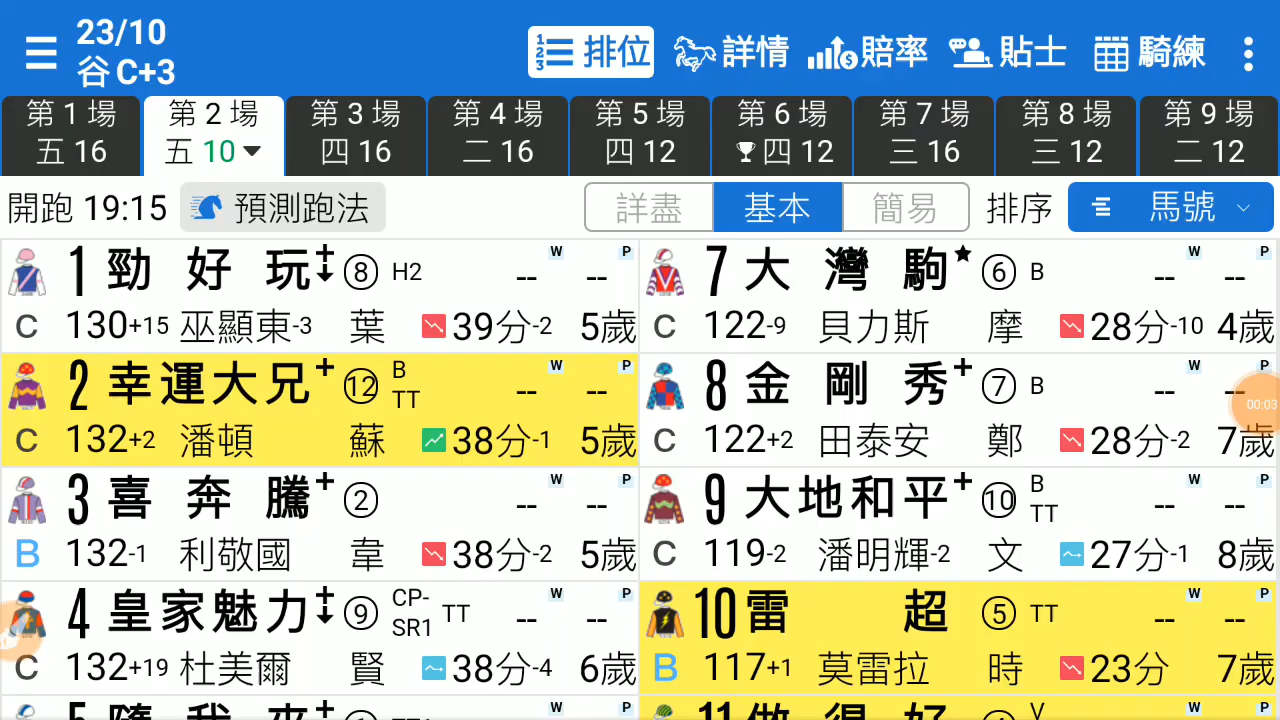 23/10
谷 C+3
排位 詳情 賠率 貼士 騎練
第 1 場 第 2 場 第 3 場 第 4 場 第 5 場 第 6 場 第 7 場 第 8 場 第 9 場
五 16 五 10 四 16 二 16 四 12 四 12 三 16 三 12 二 12
開跑 19:15 預測跑法 詳盡 基本 簡易 排序 馬號
1 勁好玩 ⑧ H2 -- W -- P
C 130+15 巫顯東-3 葉 39分-2 5歲
2 幸運大兄+ ⑫ B TT -- W -- P
C 132+2 潘頓 蘇 38分-1 5歲
3 喜奔騰+ ② -- W -- P
B 132-1 利敬國 韋 38分-2 5歲
4 皇家魅力 ⑨ CP-SR1 TT -- W -- P
C 132+19 杜美爾 賢 38分-4 6歲
W P
7 大灣駒★ ⑥ B -- W -- P
C 122-9 貝力斯 摩 28分-10 4歲
8 金剛秀+ ⑦ B -- W -- P
00:03
C 122+2 田泰安 鄭 28分-2 7歲
9 大地和平+ ⑩ B TT -- W -- P
C 119-2 潘明輝-2 文 27分-1 8歲
10 雷超 ⑤ TT -- W -- P
B 117+1 莫雷拉 時 23分 7歲
W P